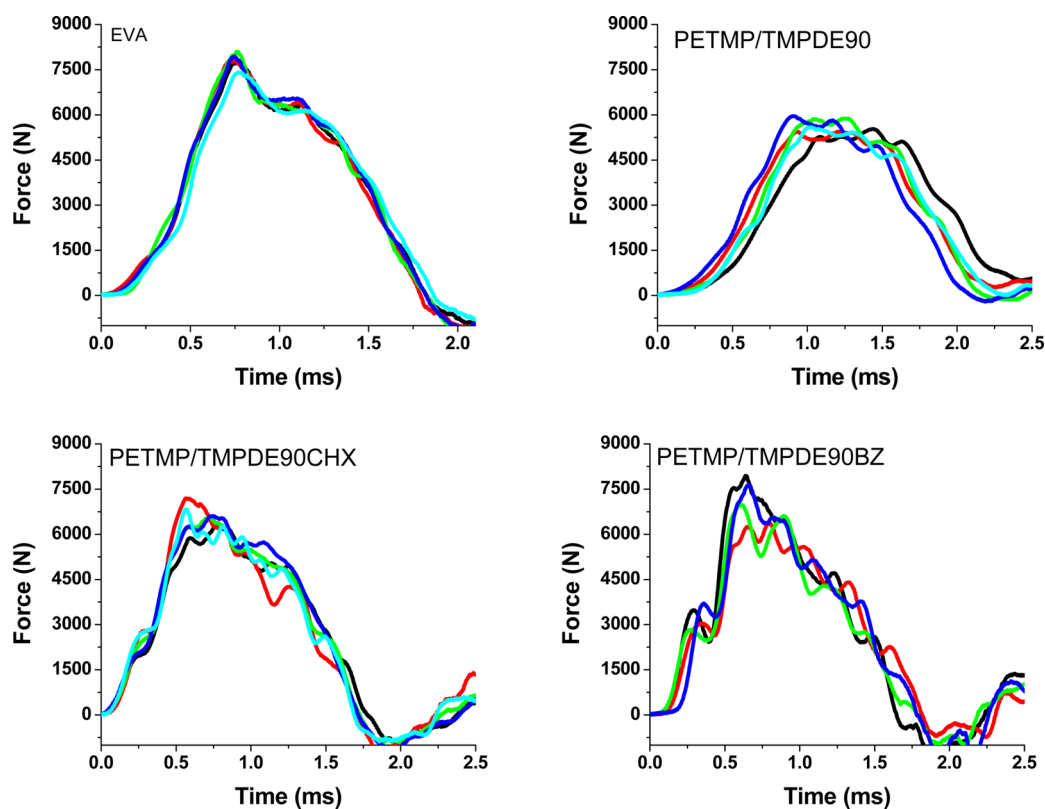 EVA
9000
7500
6000
4500
3000
1500
0
Force (N)
0.0 0.5 1.0 1.5 2.0
Time (ms)
PETMP/TMPDE90
9000
7500
6000
4500
3000
1500
0
Force (N)
0.0 0.5 1.0 1.5 2.0 2.5
Time (ms)
PETMP/TMPDE90CHX
9000
7500
6000
4500
3000
1500
0
Force (N)
0.0 0.5 1.0 1.5 2.0 2.5
Time (ms)
PETMP/TMPDE90BZ
9000
7500
6000
4500
3000
1500
0
Force (N)
0.0 0.5 1.0 1.5 2.0 2.5
Time (ms)